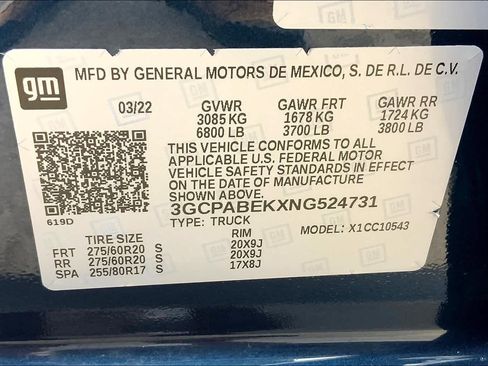 gm
MFD BY GENERAL MOTORS DE MEXICO, S. DE R.L. DE C.V.
03/22 GVWR GAWR FRT GAWR RR
3085 KG 1678 KG 1724 KG
6800 LB 3700 LB 3800 LB
THIS VEHICLE CONFORMS TO ALL
APPLICABLE U.S. FEDERAL MOTOR
VEHICLE SAFETY STANDARDS IN EFFECT
ON THE DATE OF MANUFACTURE
SHOWN ABOVE.
3GCPABEKXNG524731
619D TYPE: TRUCK MODEL: X1CC10543
TIRE SIZE RIM
FRT 275/60R20 S 20X9J
RR 275/60R20 S 20X9J
SPA 255/80R17 S 17X8J